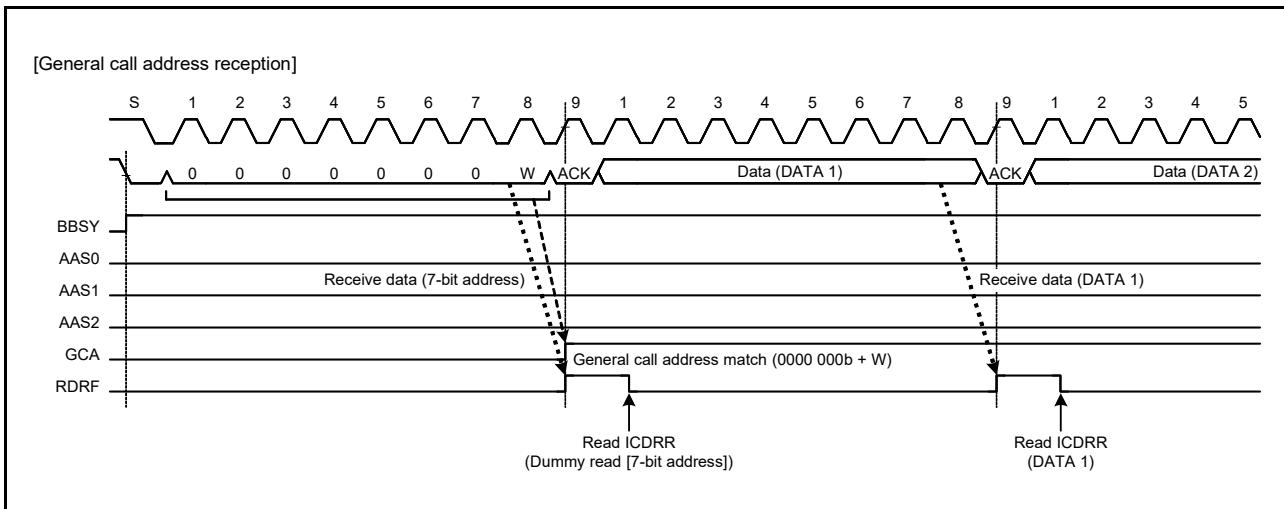 [General call address reception]
S 1 2 3 4 5 6 7 8 9 1 2 3 4 5 6 7 8 9 1 2 3 4 5
0 0 0 0 0 0 0 W ACK Data (DATA 1) ACK Data (DATA 2)
BBSY
AAS0
Receive data (7-bit address) Receive data (DATA 1)
AAS1
AAS2
GCA General call address match (0000 000b + W)
RDRF
Read ICDRR Read ICDRR
(Dummy read [7-bit address]) (DATA 1)